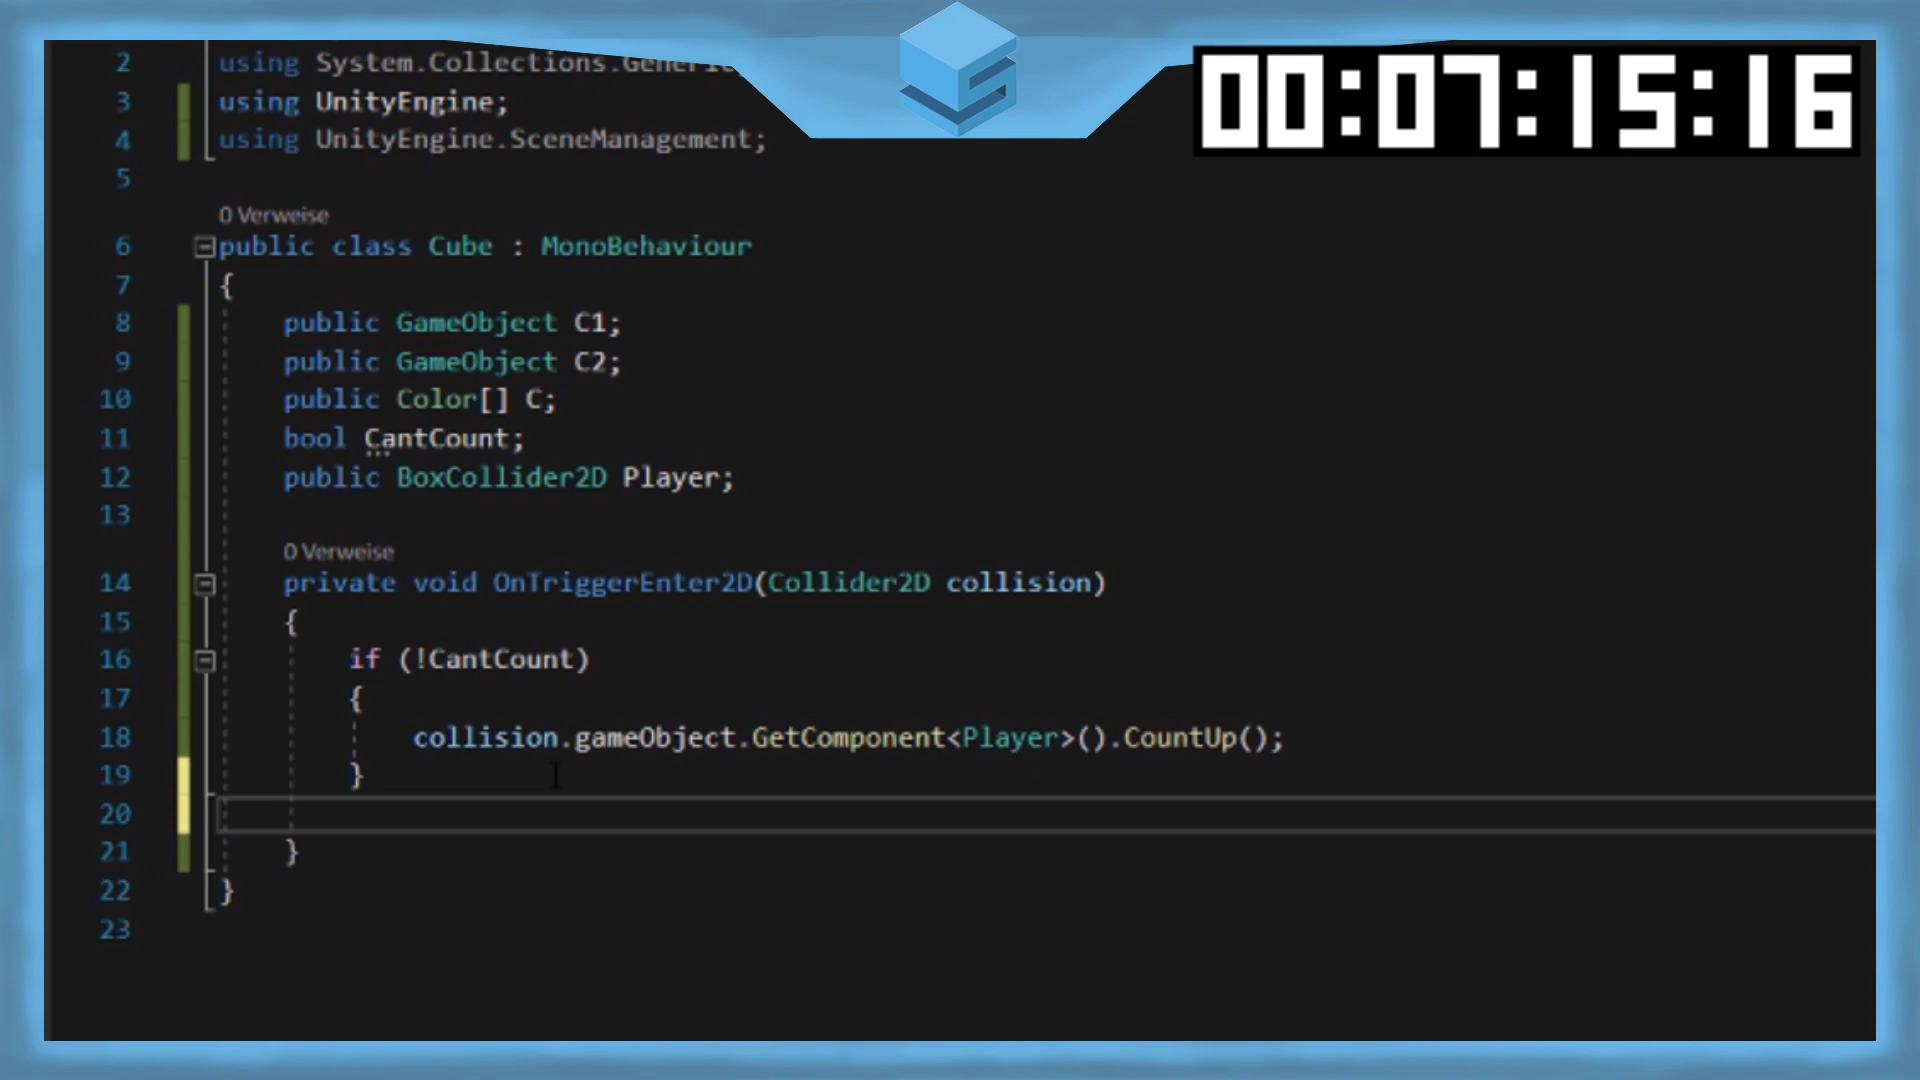 00:07:15:16
2 using System.Collections.Generic;
3 using UnityEngine;
4 using UnityEngine.SceneManagement;
5
0 Verweise
6 public class Cube : MonoBehaviour
7 {
8 public GameObject C1;
9 public GameObject C2;
10 public Color[] C;
11 bool CantCount;
12 public BoxCollider2D Player;
13
0 Verweise
14 private void OnTriggerEnter2D(Collider2D collision)
15 {
16 if (!CantCount)
17 {
18 collision.gameObject.GetComponent<Player>().CountUp();
19 }
20
21 }
22 }
23